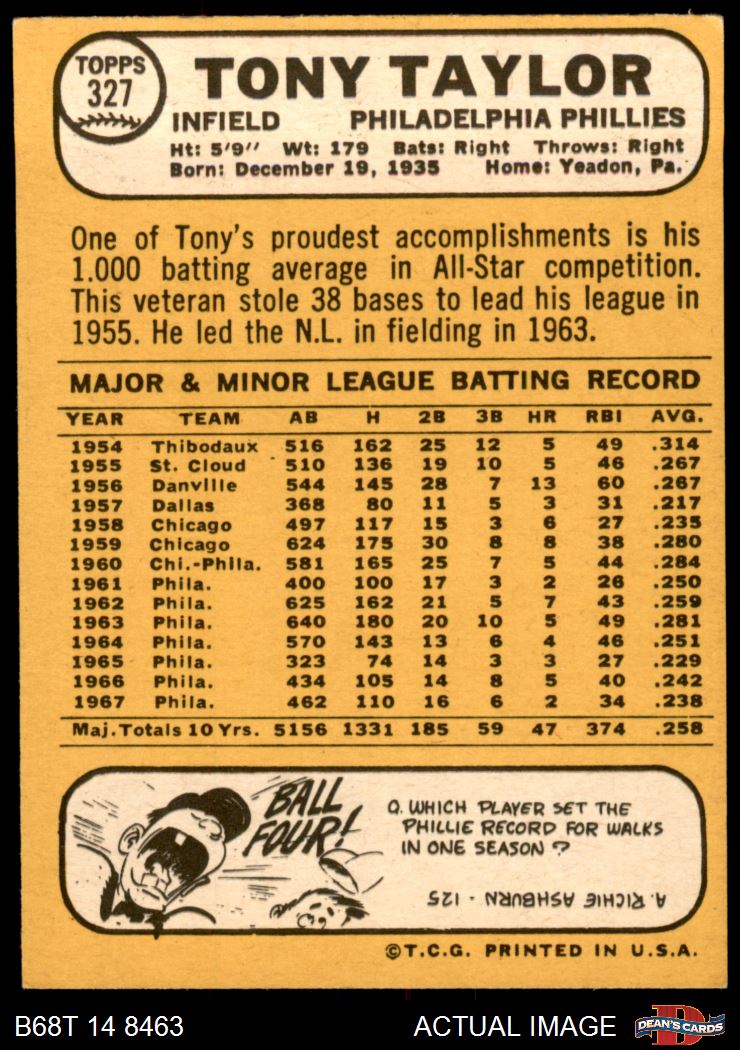 TOPPS
327
TONY TAYLOR
INFIELD PHILADELPHIA PHILLIES
Ht: 5'9" Wt: 179 Bats: Right Throws: Right
Born: December 19, 1935 Home: Yeadon, Pa.
One of Tony's proudest accomplishments is his
1.000 batting average in All-Star competition.
This veteran stole 38 bases to lead his league in
1955. He led the N.L. in fielding in 1963.
MAJOR & MINOR LEAGUE BATTING RECORD
YEAR TEAM AB H 2B 3B HR RBI AVG.
1954 Thibodaux 516 162 25 12 5 49 .314
1955 St. Cloud 510 136 19 10 5 46 .267
1956 Danville 544 145 28 7 13 60 .267
1957 Dallas 368 80 11 5 3 31 .217
1958 Chicago 497 117 15 3 6 27 .235
1959 Chicago 624 175 30 8 8 38 .280
1960 Chi.-Phila. 581 165 25 7 5 44 .284
1961 Phila. 400 100 17 3 2 26 .250
1962 Phila. 625 162 21 5 7 43 .259
1963 Phila. 640 180 20 10 5 49 .281
1964 Phila. 570 143 13 6 4 46 .251
1965 Phila. 323 74 14 3 3 27 .229
1966 Phila. 434 105 14 8 5 40 .242
1967 Phila. 462 110 16 6 2 34 .238
Maj. Totals 10 Yrs. 5156 1331 185 59 47 374 .258
BALL
FOUR!
Q. WHICH PLAYER SET THE
PHILLIE RECORD FOR WALKS
IN ONE SEASON?
A. RICHIE ASHBURN - 125
©T.C.G. PRINTED IN U.S.A.
B68T 14 8463 ACTUAL IMAGE D DEAN'S CARDS